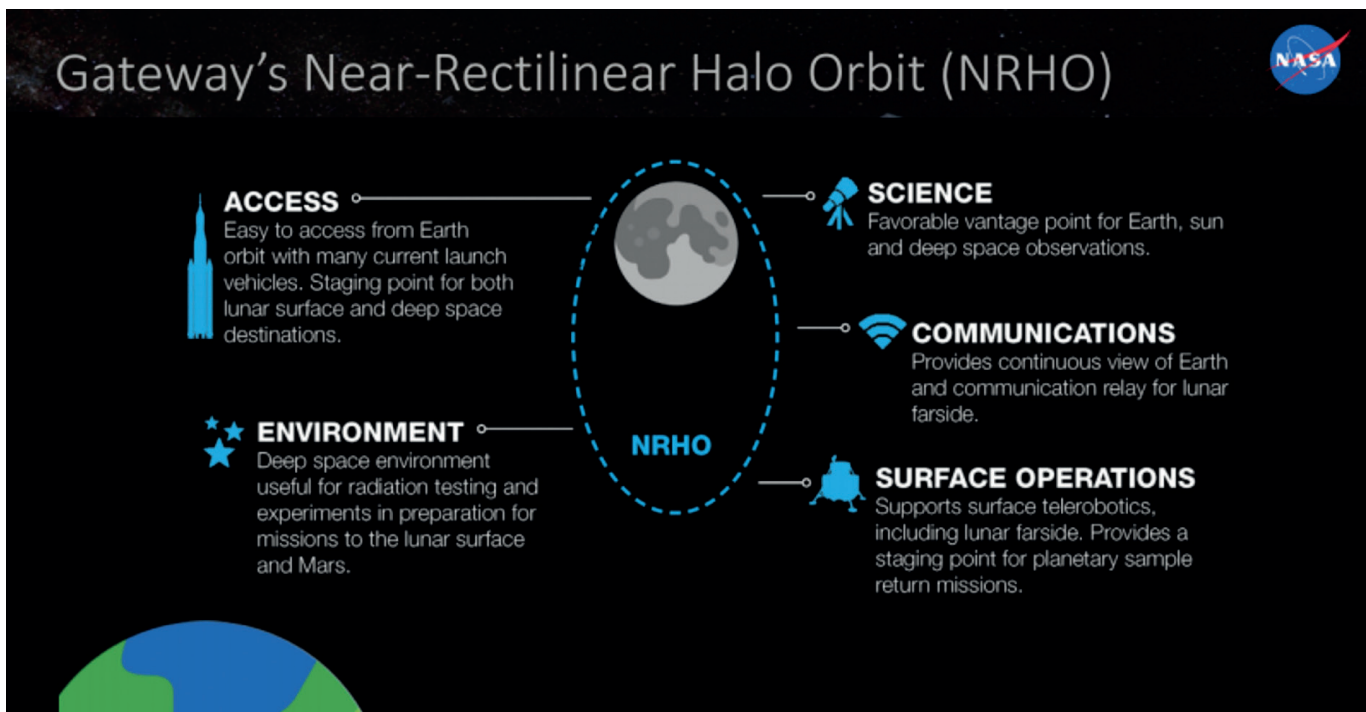 Gateway's Near-Rectilinear Halo Orbit (NRHO)
NASA
ACCESS
Easy to access from Earth
orbit with many current launch
vehicles. Staging point for both
lunar surface and deep space
destinations.
ENVIRONMENT
Deep space environment
useful for radiation testing and
experiments in preparation for
missions to the lunar surface
and Mars.
NRHO
SCIENCE
Favorable vantage point for Earth, sun
and deep space observations.
COMMUNICATIONS
Provides continuous view of Earth
and communication relay for lunar
farside.
SURFACE OPERATIONS
Supports surface telerobotics,
including lunar farside. Provides a
staging point for planetary sample
return missions.